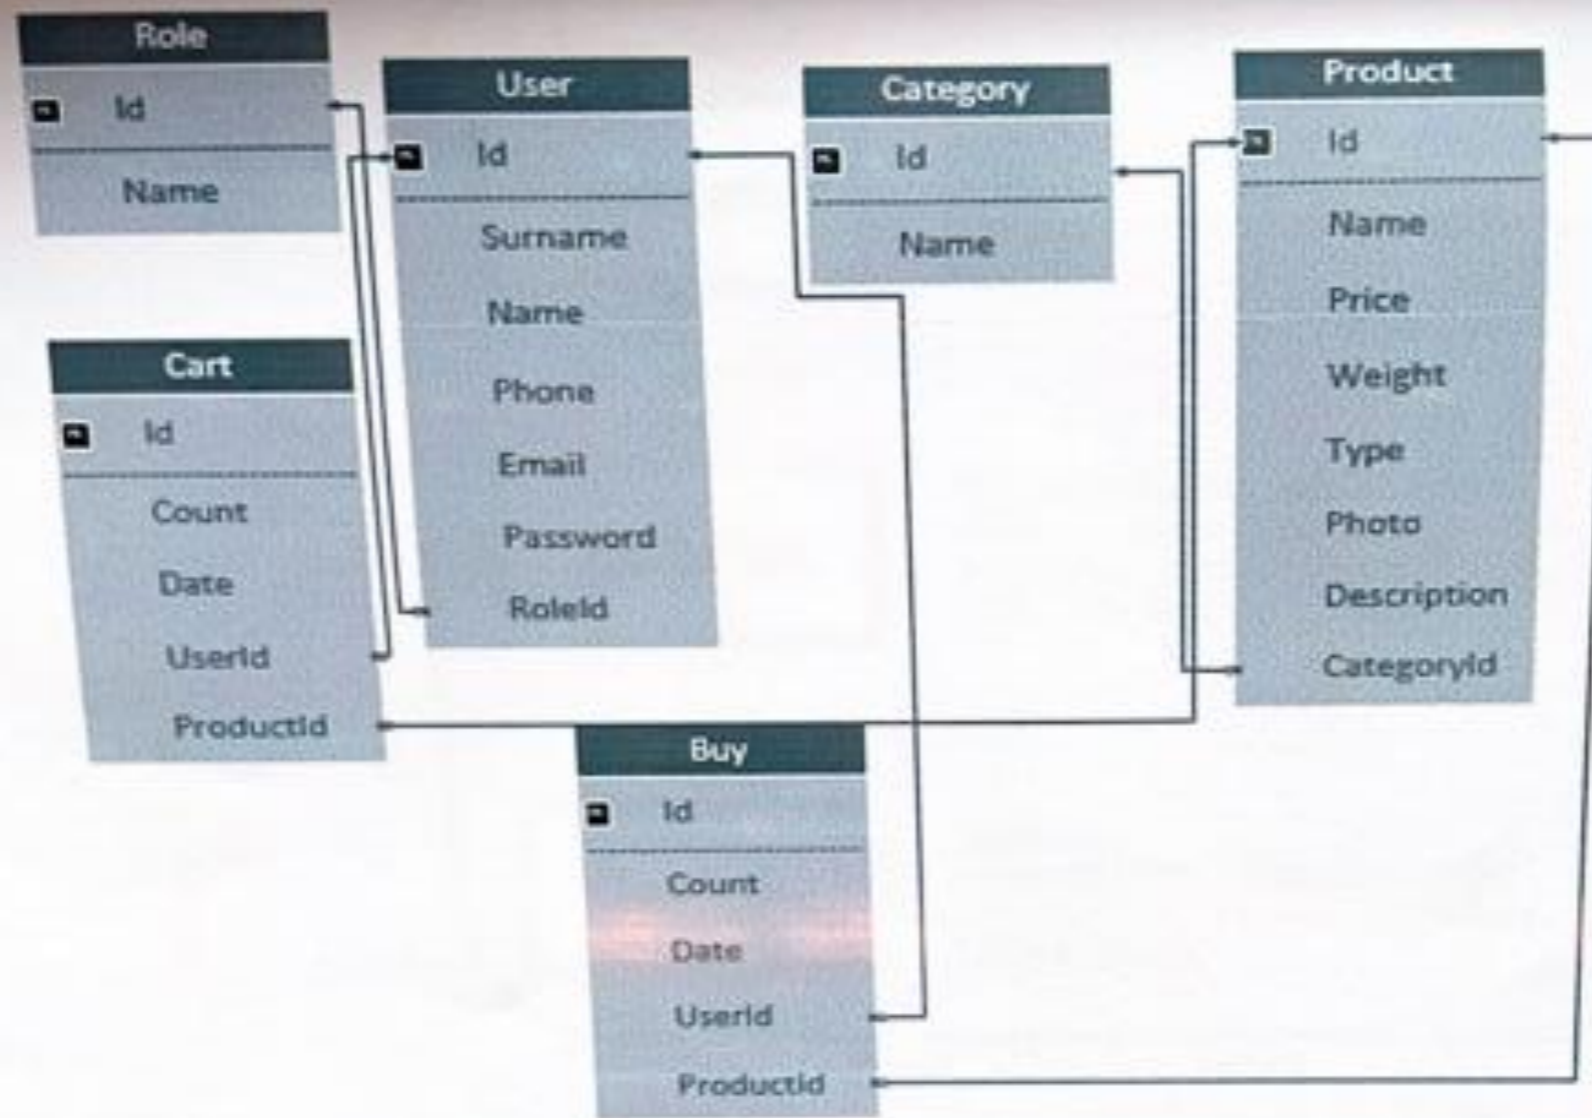 Role
Id
Name
User
Id
Surname
Name
Phone
Email
Password
RoleId
Category
Id
Name
Product
Id
Name
Price
Weight
Type
Photo
Description
CategoryId
Cart
Id
Count
Date
UserId
ProductId
Buy
Id
Count
Date
UserId
ProductId